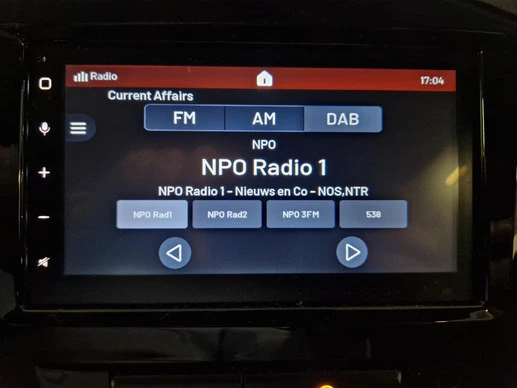 Radio
17:04
Current Affairs
FM AM DAB
NPO
NPO Radio 1
NPO Radio 1 - Nieuws en Co - NOS,NTR
NPO Rad1 NPO Rad2 NPO 3FM 538